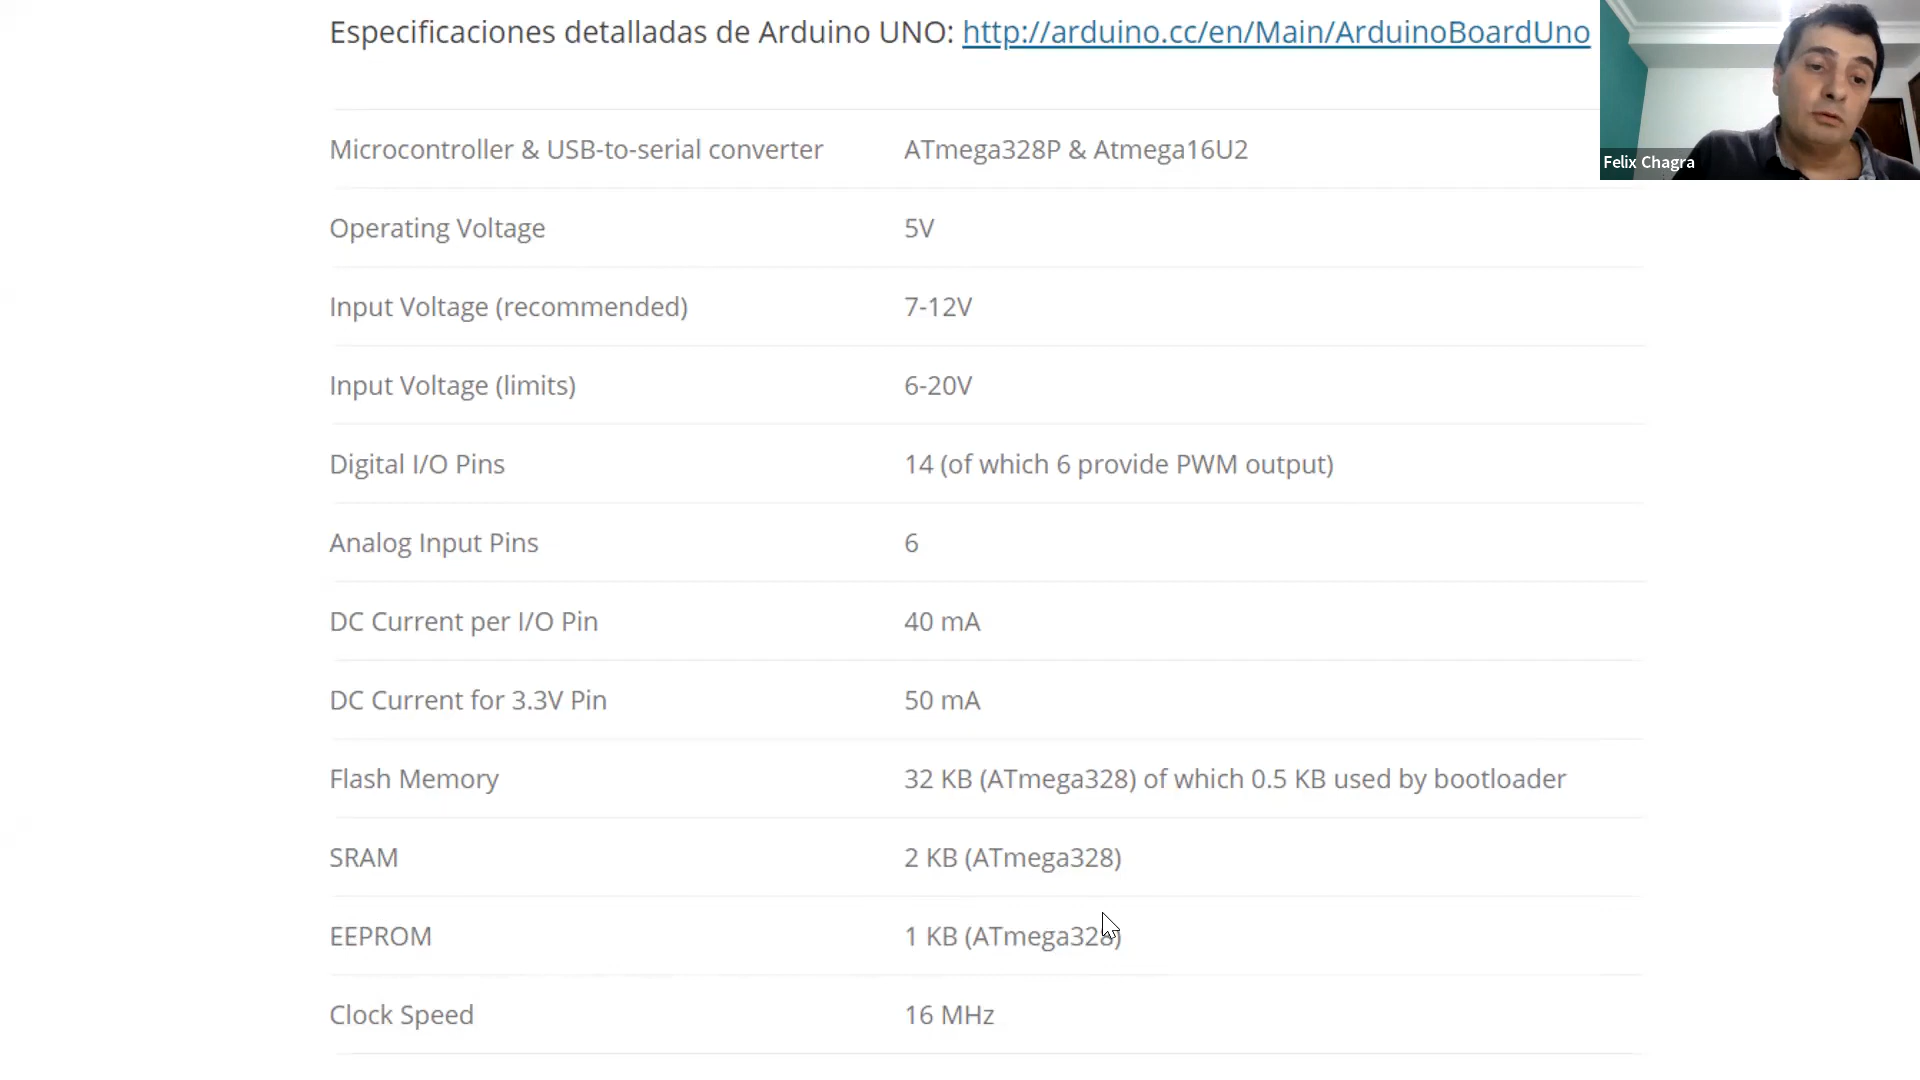 Especificaciones detalladas de Arduino UNO: http://arduino.cc/en/Main/ArduinoBoardUno
Felix Chagra
Microcontroller & USB-to-serial converter ATmega328P & Atmega16U2
Operating Voltage 5V
Input Voltage (recommended) 7-12V
Input Voltage (limits) 6-20V
Digital I/O Pins 14 (of which 6 provide PWM output)
Analog Input Pins 6
DC Current per I/O Pin 40 mA
DC Current for 3.3V Pin 50 mA
Flash Memory 32 KB (ATmega328) of which 0.5 KB used by bootloader
SRAM 2 KB (ATmega328)
EEPROM 1 KB (ATmega328)
Clock Speed 16 MHz